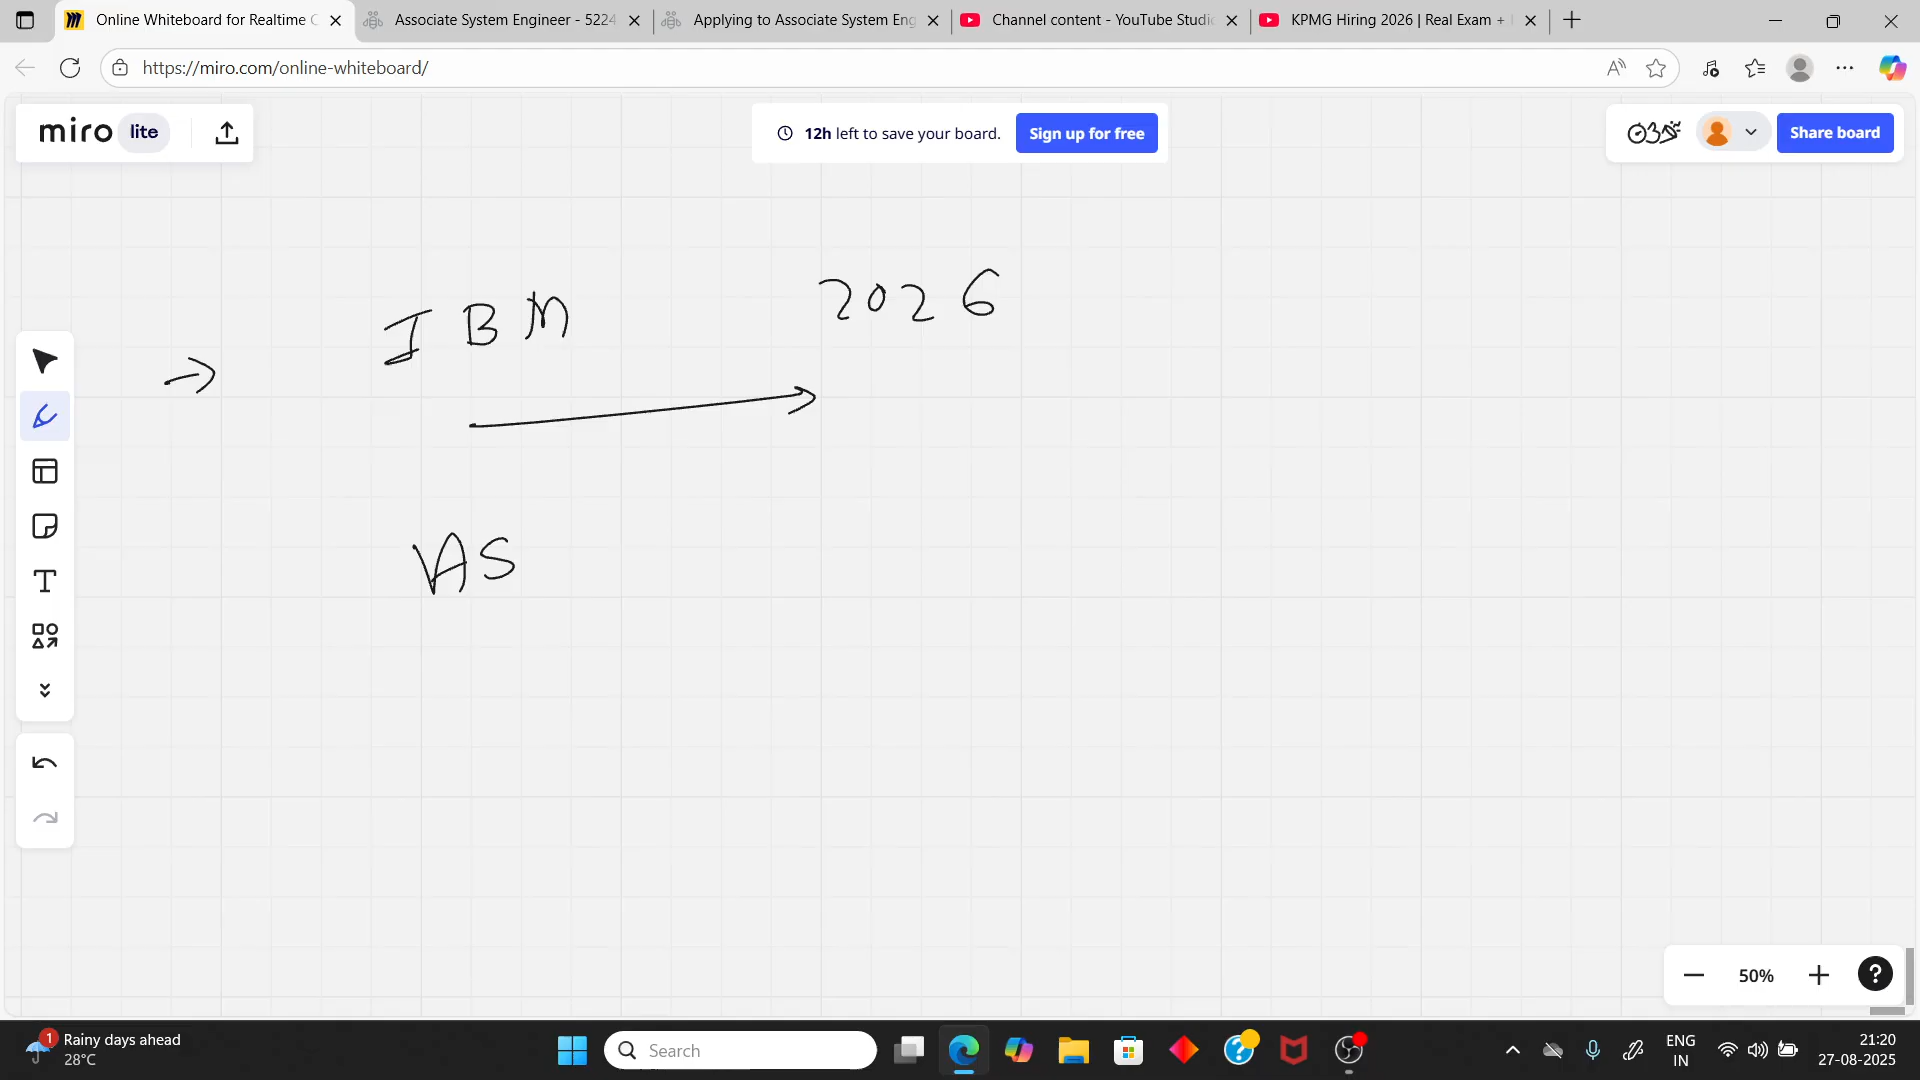 Online Whiteboard for Realtime C
Associate System Engineer - 5224
Applying to Associate System Eng
Channel content - YouTube Studio
KPMG Hiring 2026 | Real Exam +
https://miro.com/online-whiteboard/
miro lite
12h left to save your board.
Sign up for free
Share board
I B M
2026
AS
T
50%
?
1
Rainy days ahead
28°C
Search
ENG
IN
21:20
27-08-2025